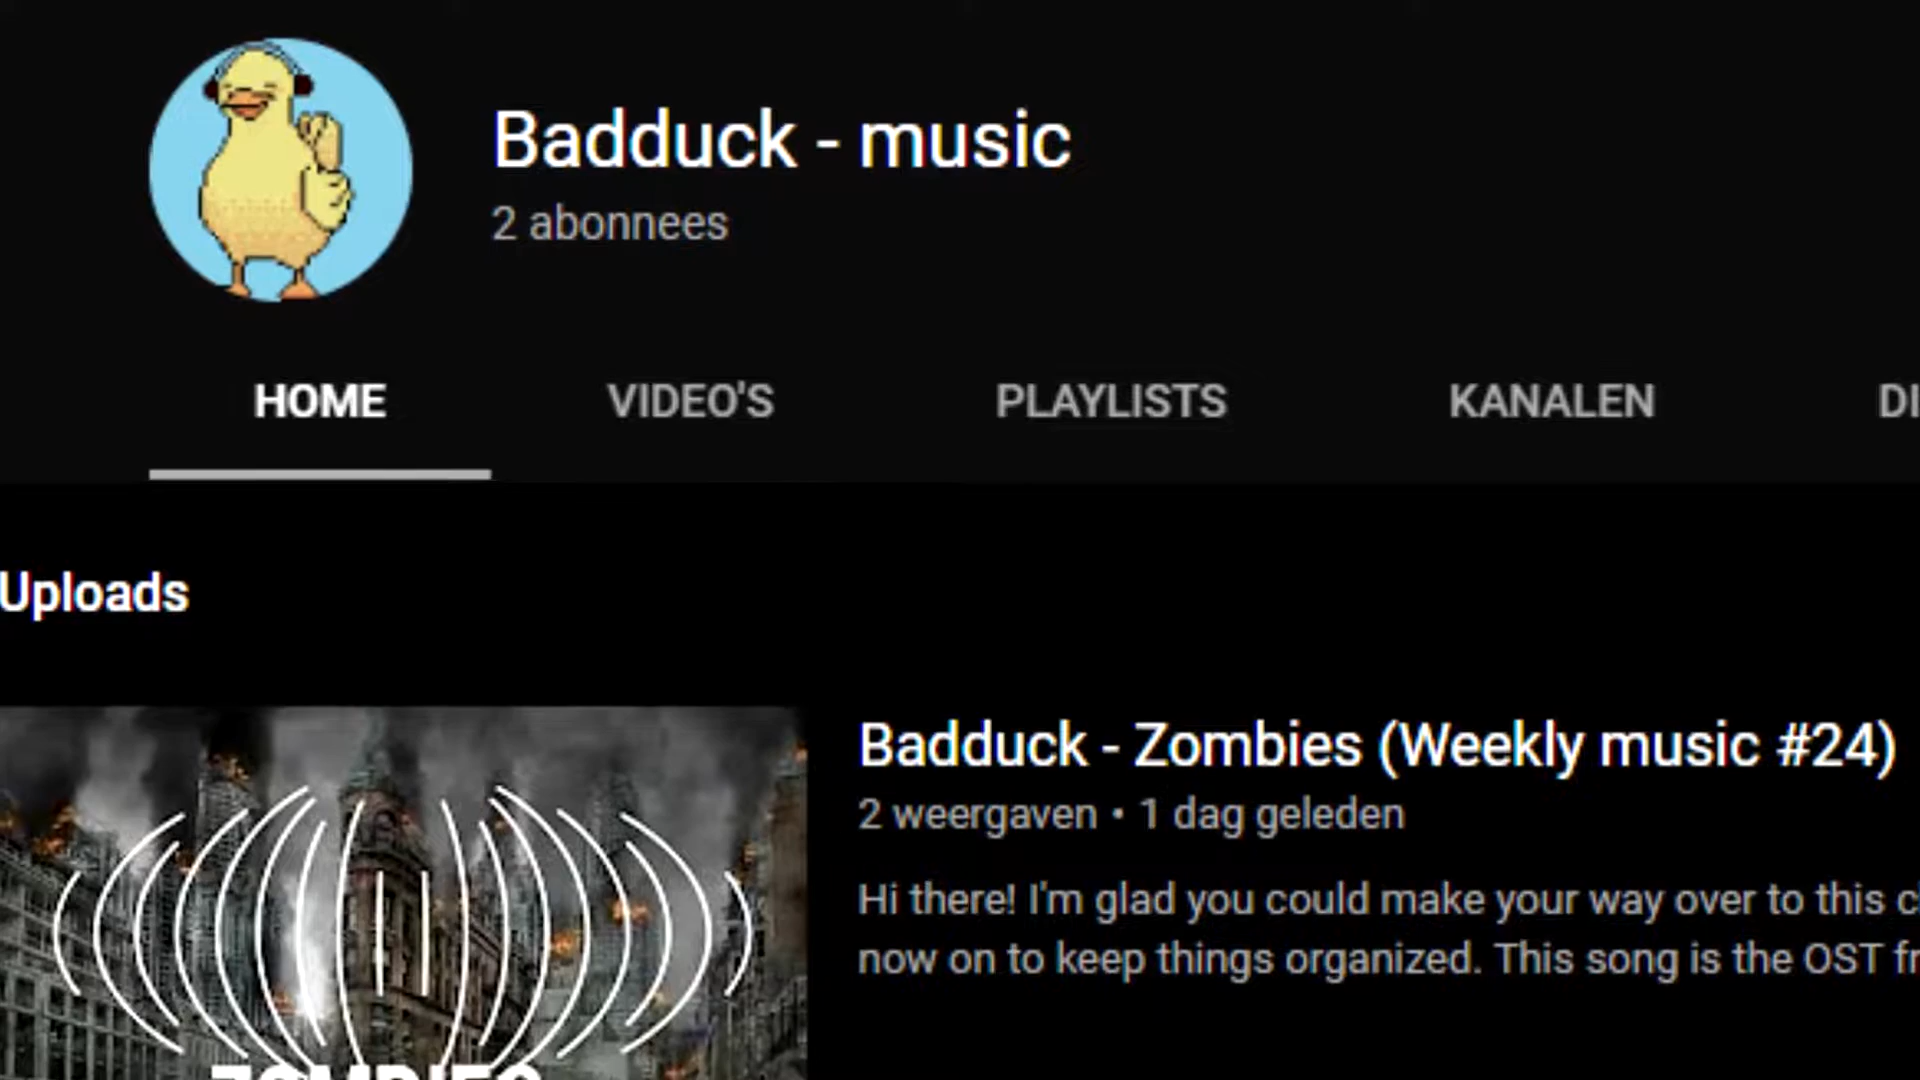 Badduck - music
2 abonnees
HOME VIDEO'S PLAYLISTS KANALEN
Uploads
Badduck - Zombies (Weekly music #24)
2 weergaven • 1 dag geleden
Hi there! I'm glad you could make your way over to this
now on to keep things organized. This song is the OST
ZOMBIES